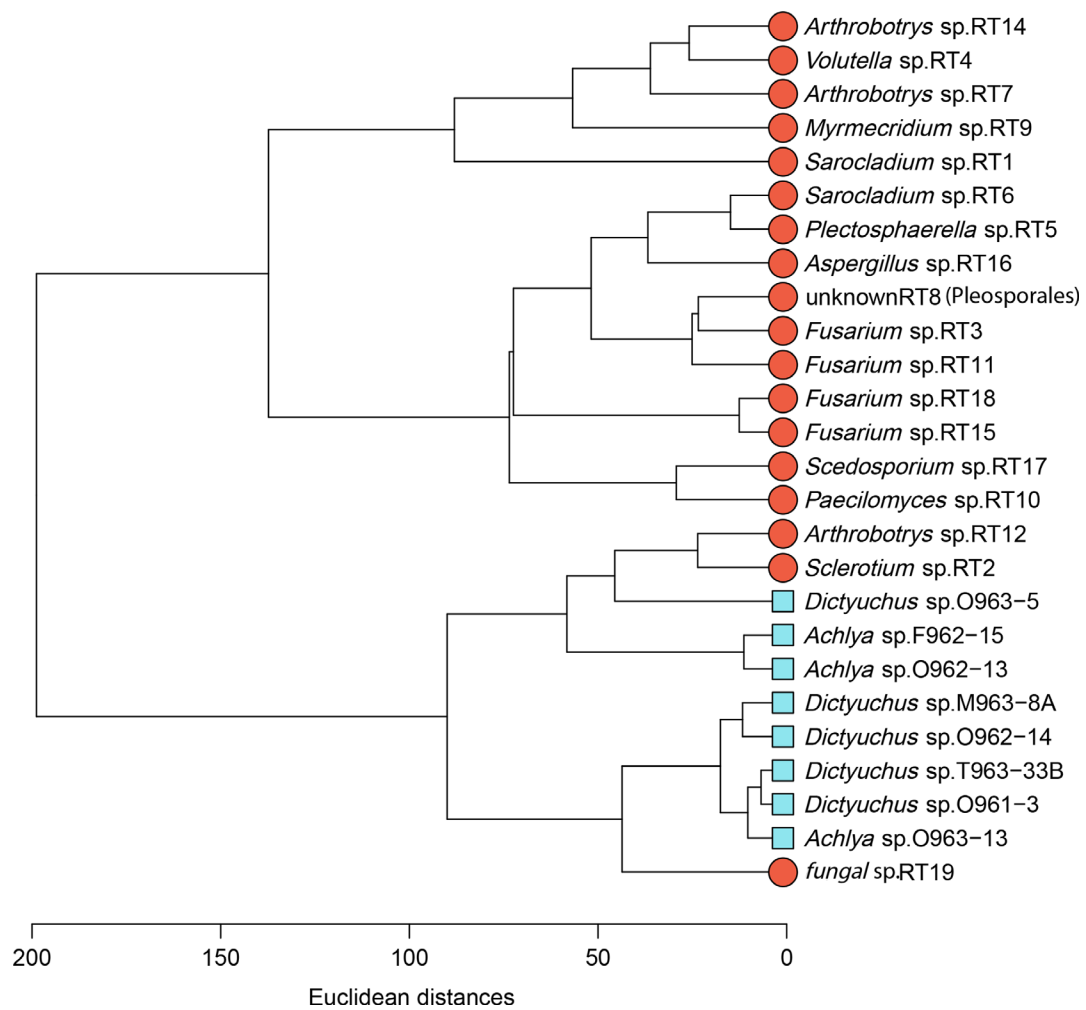 Arthrobotrys sp.RT14
Volutella sp.RT4
Arthrobotrys sp.RT7
Myrmecridium sp.RT9
Sarocladium sp.RT1
Sarocladium sp.RT6
Plectosphaerella sp.RT5
Aspergillus sp.RT16
unknownRT8 (Pleosporales)
Fusarium sp.RT3
Fusarium sp.RT11
Fusarium sp.RT18
Fusarium sp.RT15
Scedosporium sp.RT17
Paecilomyces sp.RT10
Arthrobotrys sp.RT12
Sclerotium sp.RT2
Dictyuchus sp.O963−5
Achlya sp.F962−15
Achlya sp.O962−13
Dictyuchus sp.M963−8A
Dictyuchus sp.O962−14
Dictyuchus sp.T963−33B
Dictyuchus sp.O961−3
Achlya sp.O963−13
fungal sp.RT19
200 150 100 50 0
Euclidean distances